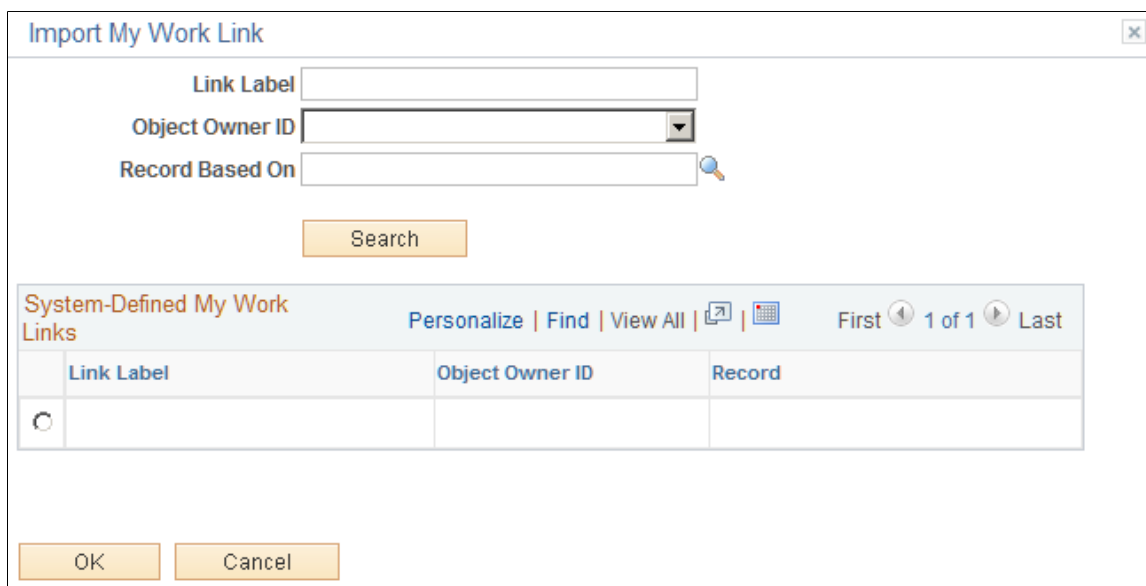 Import My Work Link
Link Label
Object Owner ID
Record Based On
Search
System-Defined My Work
Links
Personalize | Find | View All | | First 1 of 1 Last
Link Label Object Owner ID Record
OK Cancel